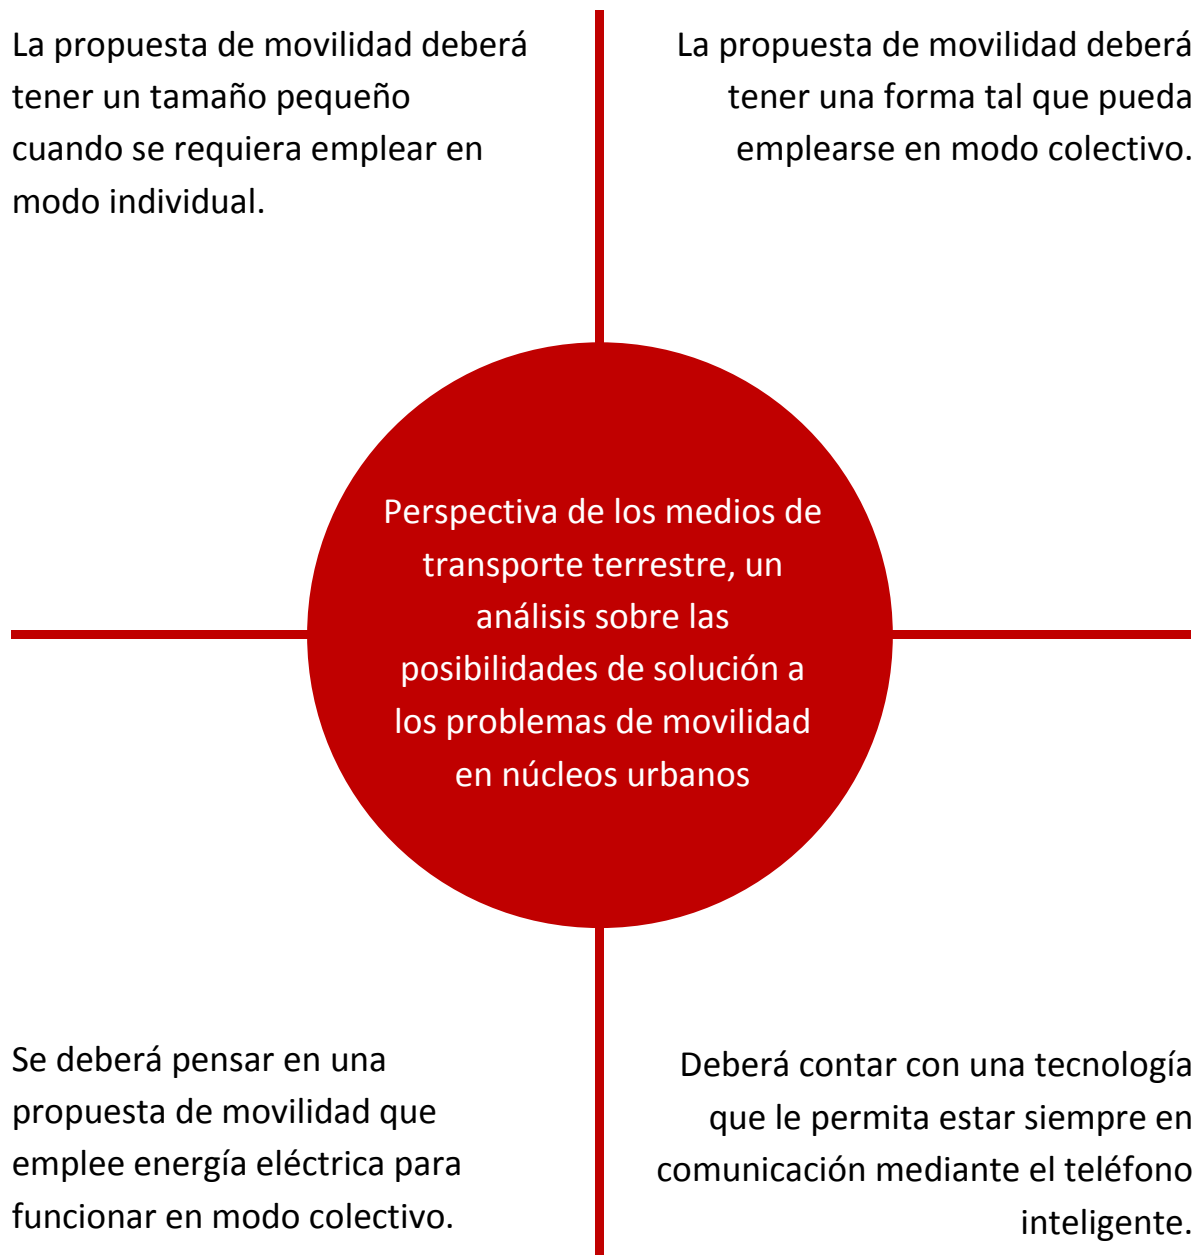 La propuesta de movilidad deberá
tener un tamaño pequeño
cuando se requiera emplear en
modo individual.
La propuesta de movilidad deberá
tener una forma tal que pueda
emplearse en modo colectivo.
Perspectiva de los medios de
transporte terrestre, un
análisis sobre las
posibilidades de solución a
los problemas de movilidad
en núcleos urbanos
Se deberá pensar en una
propuesta de movilidad que
emplee energía eléctrica para
funcionar en modo colectivo.
Deberá contar con una tecnología
que le permita estar siempre en
comunicación mediante el teléfono
inteligente.